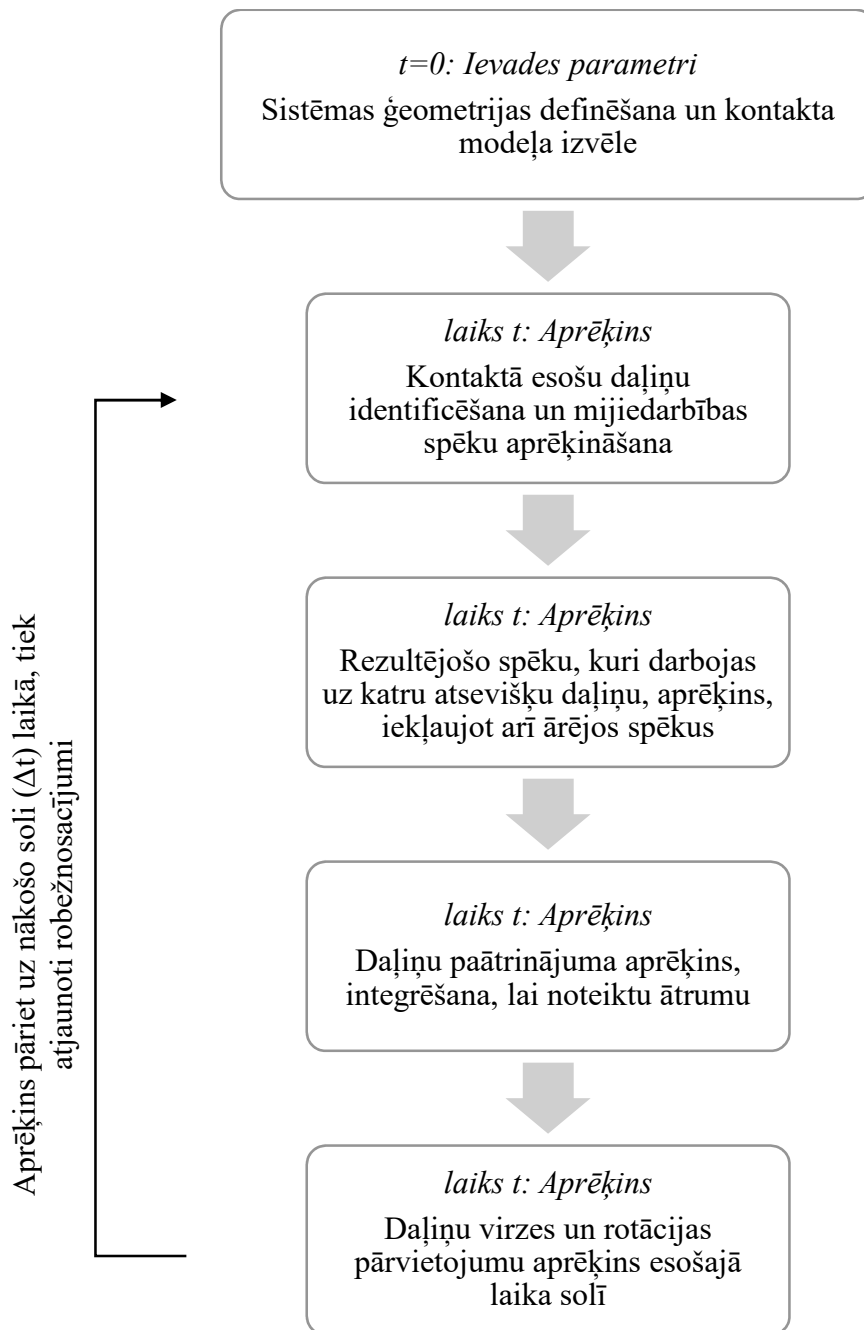 t=0: Ievades parametri
Sistēmas ģeometrijas definēšana un kontakta
modeļa izvēle
laiks t: Aprēķins
Kontaktā esošu daļiņu
identificēšana un mijiedarbības
spēku aprēķināšana
laiks t: Aprēķins
Rezultējošo spēku, kuri darbojas
uz katru atsevišķu daļiņu, aprēķins,
iekļaujot arī ārējos spēkus
laiks t: Aprēķins
Daļiņu paātrinājuma aprēķins,
integrēšana, lai noteiktu ātrumu
laiks t: Aprēķins
Daļiņu virzes un rotācijas
pārvietojumu aprēķins esošajā
laika solī
Aprēķins pāriet uz nākošo soli (Δt) laikā, tiek
atjaunoti robežnosacījumi